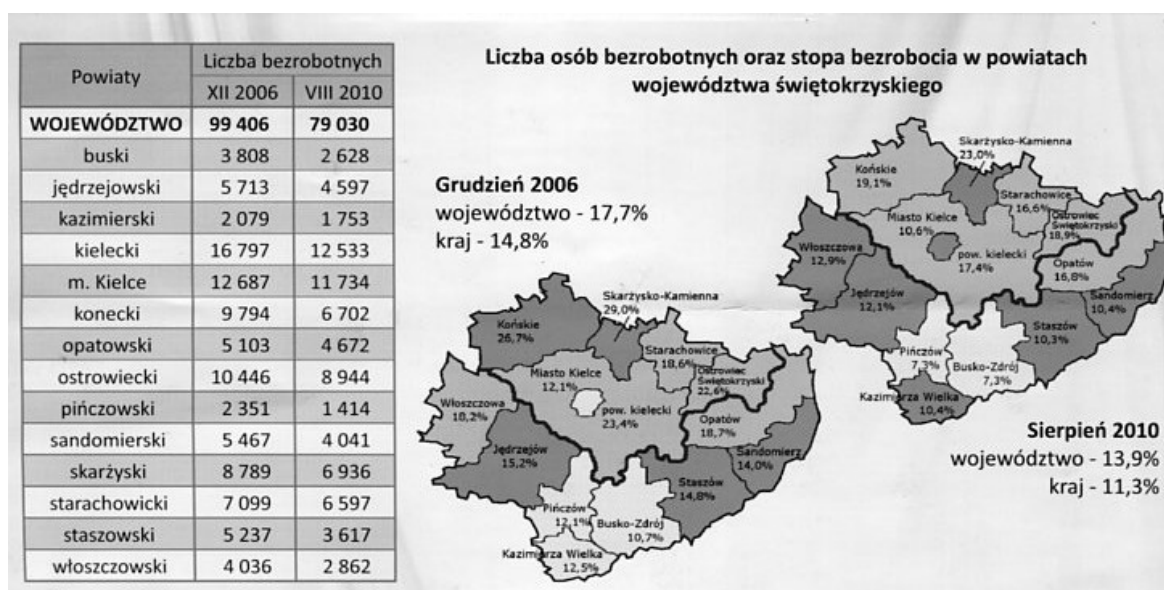 Liczba osób bezrobotnych oraz stopa bezrobocia w powiatach
województwa świętokrzyskiego
Powiaty
Liczba bezrobotnych
XII 2006 VIII 2010
WOJEWÓDZTWO 99 406 79 030
buski 3 808 2 628
jędrzejowski 5 713 4 597
kazimierski 2 079 1 753
kielecki 16 797 12 533
m. Kielce 12 687 11 734
konecki 9 794 6 702
opatowski 5 103 4 672
ostrowiecki 10 446 8 944
pińczowski 2 351 1 414
sandomierski 5 467 4 041
skarżyski 8 789 6 936
starachowicki 7 099 6 597
staszowski 5 237 3 617
włoszczowski 4 036 2 862
Grudzień 2006
województwo - 17,7%
kraj - 14,8%
Skarżysko-Kamienna
29,0%
Końskie
26,7%
Starachowice
18,6%
Miasto Kielce
12,1%
Ostrowiec
Świętokrzyski
22,6%
Włoszczowa
18,2%
pow. kielecki
23,4%
Opatów
18,7%
Jędrzejów
15,2%
Sandomierz
14,0%
Staszów
14,8%
Pińczów
12,1%
Busko-Zdrój
10,7%
Kazimierza Wielka
12,5%
Skarżysko-Kamienna
23,0%
Końskie
19,1%
Starachowice
16,6%
Miasto Kielce
10,6%
Ostrowiec
Świętokrzyski
18,9%
Włoszczowa
12,9%
pow. kielecki
17,4%
Opatów
16,8%
Jędrzejów
12,1%
Sandomierz
10,4%
Staszów
10,3%
Pińczów
7,3%
Busko-Zdrój
7,3%
Kazimierza Wielka
10,4%
Sierpień 2010
województwo - 13,9%
kraj - 11,3%